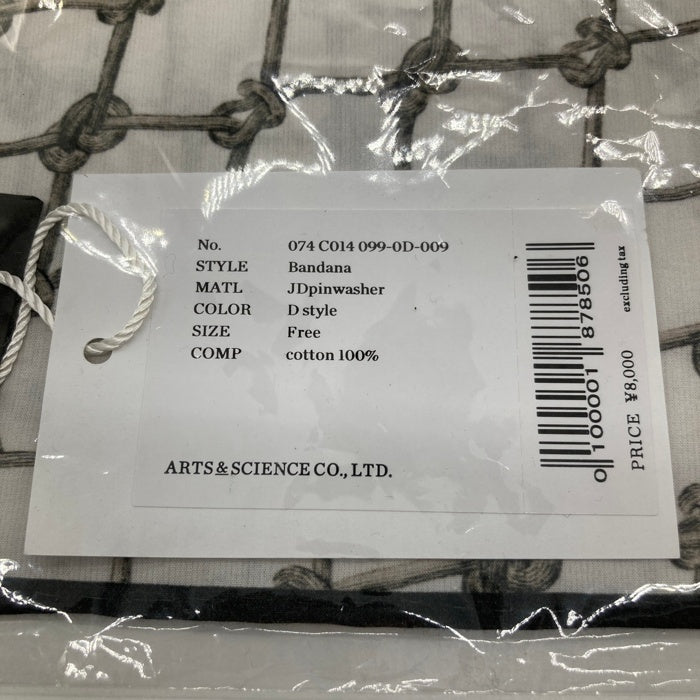 No. 074 C014 099-0D-009
STYLE Bandana
MATL JDpinwasher
COLOR D style
SIZE Free
COMP cotton 100%
ARTS&SCIENCE CO., LTD.
0 100001 878506
PRICE ¥8,000 excluding tax